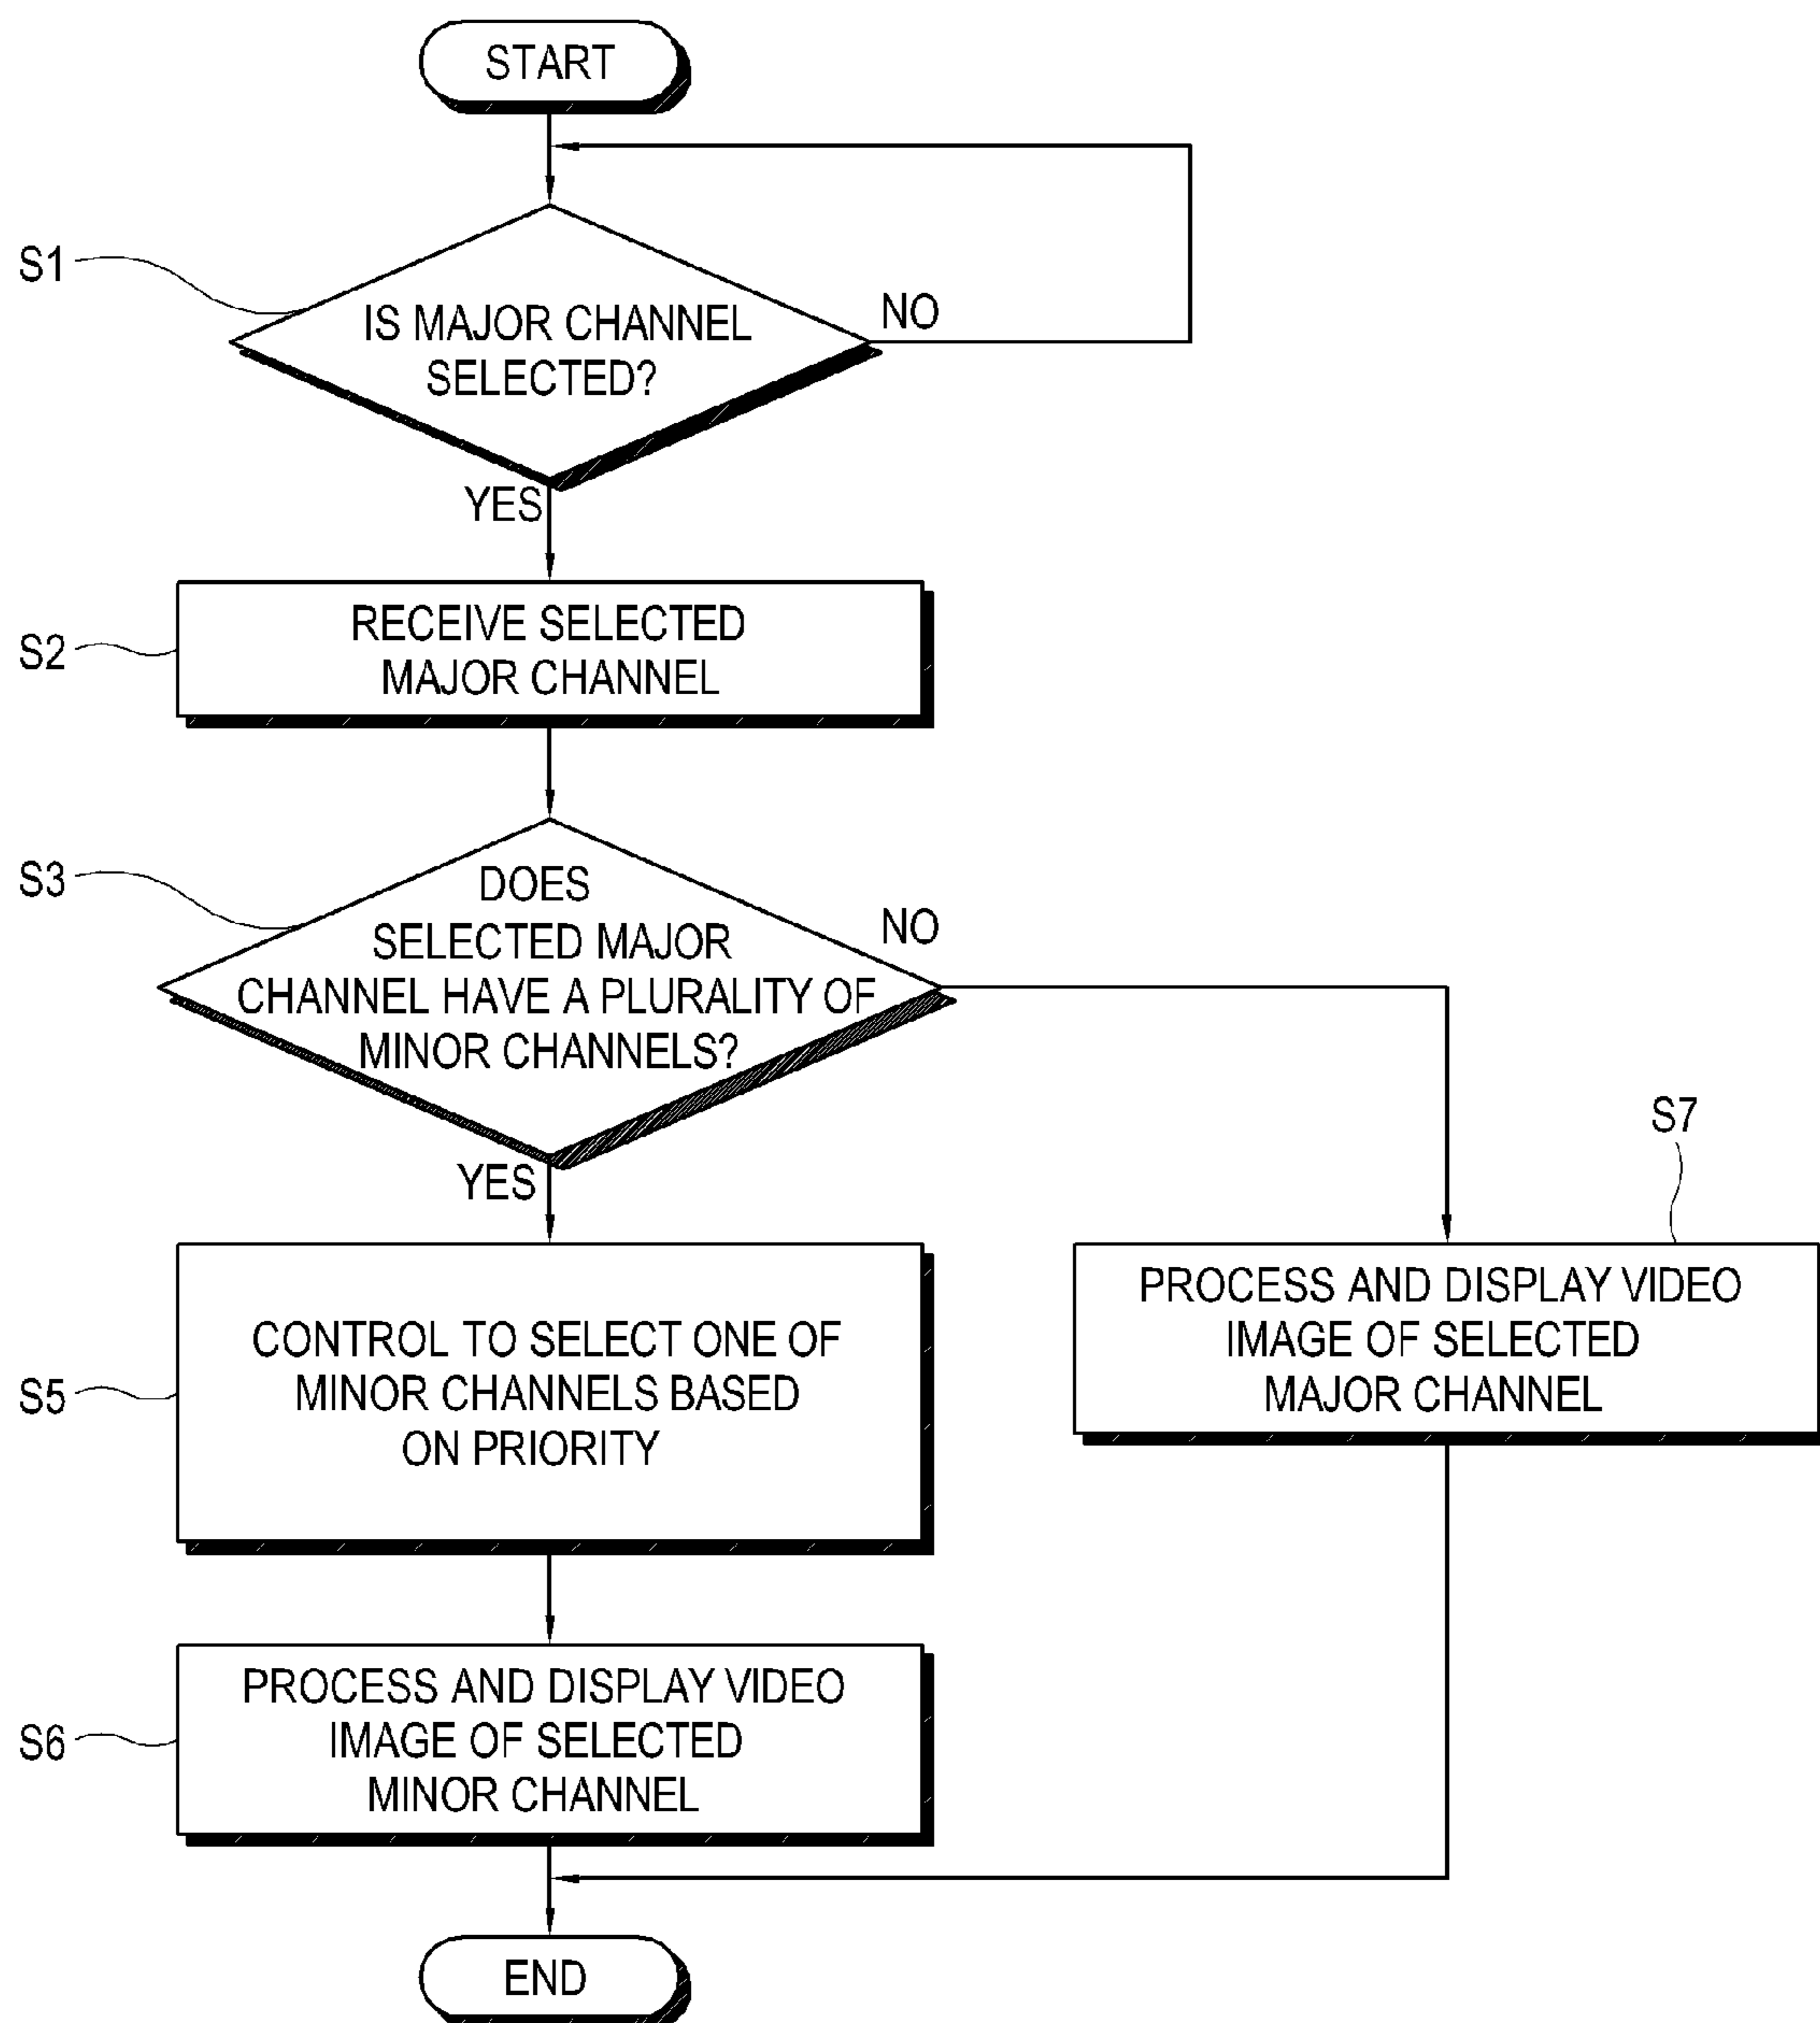 START
S1
IS MAJOR CHANNEL
SELECTED?
NO
YES
S2
RECEIVE SELECTED
MAJOR CHANNEL
S3
DOES
SELECTED MAJOR
CHANNEL HAVE A PLURALITY OF
MINOR CHANNELS?
NO
YES
S7
PROCESS AND DISPLAY VIDEO
IMAGE OF SELECTED
MAJOR CHANNEL
S5
CONTROL TO SELECT ONE OF
MINOR CHANNELS BASED
ON PRIORITY
S6
PROCESS AND DISPLAY VIDEO
IMAGE OF SELECTED
MINOR CHANNEL
END